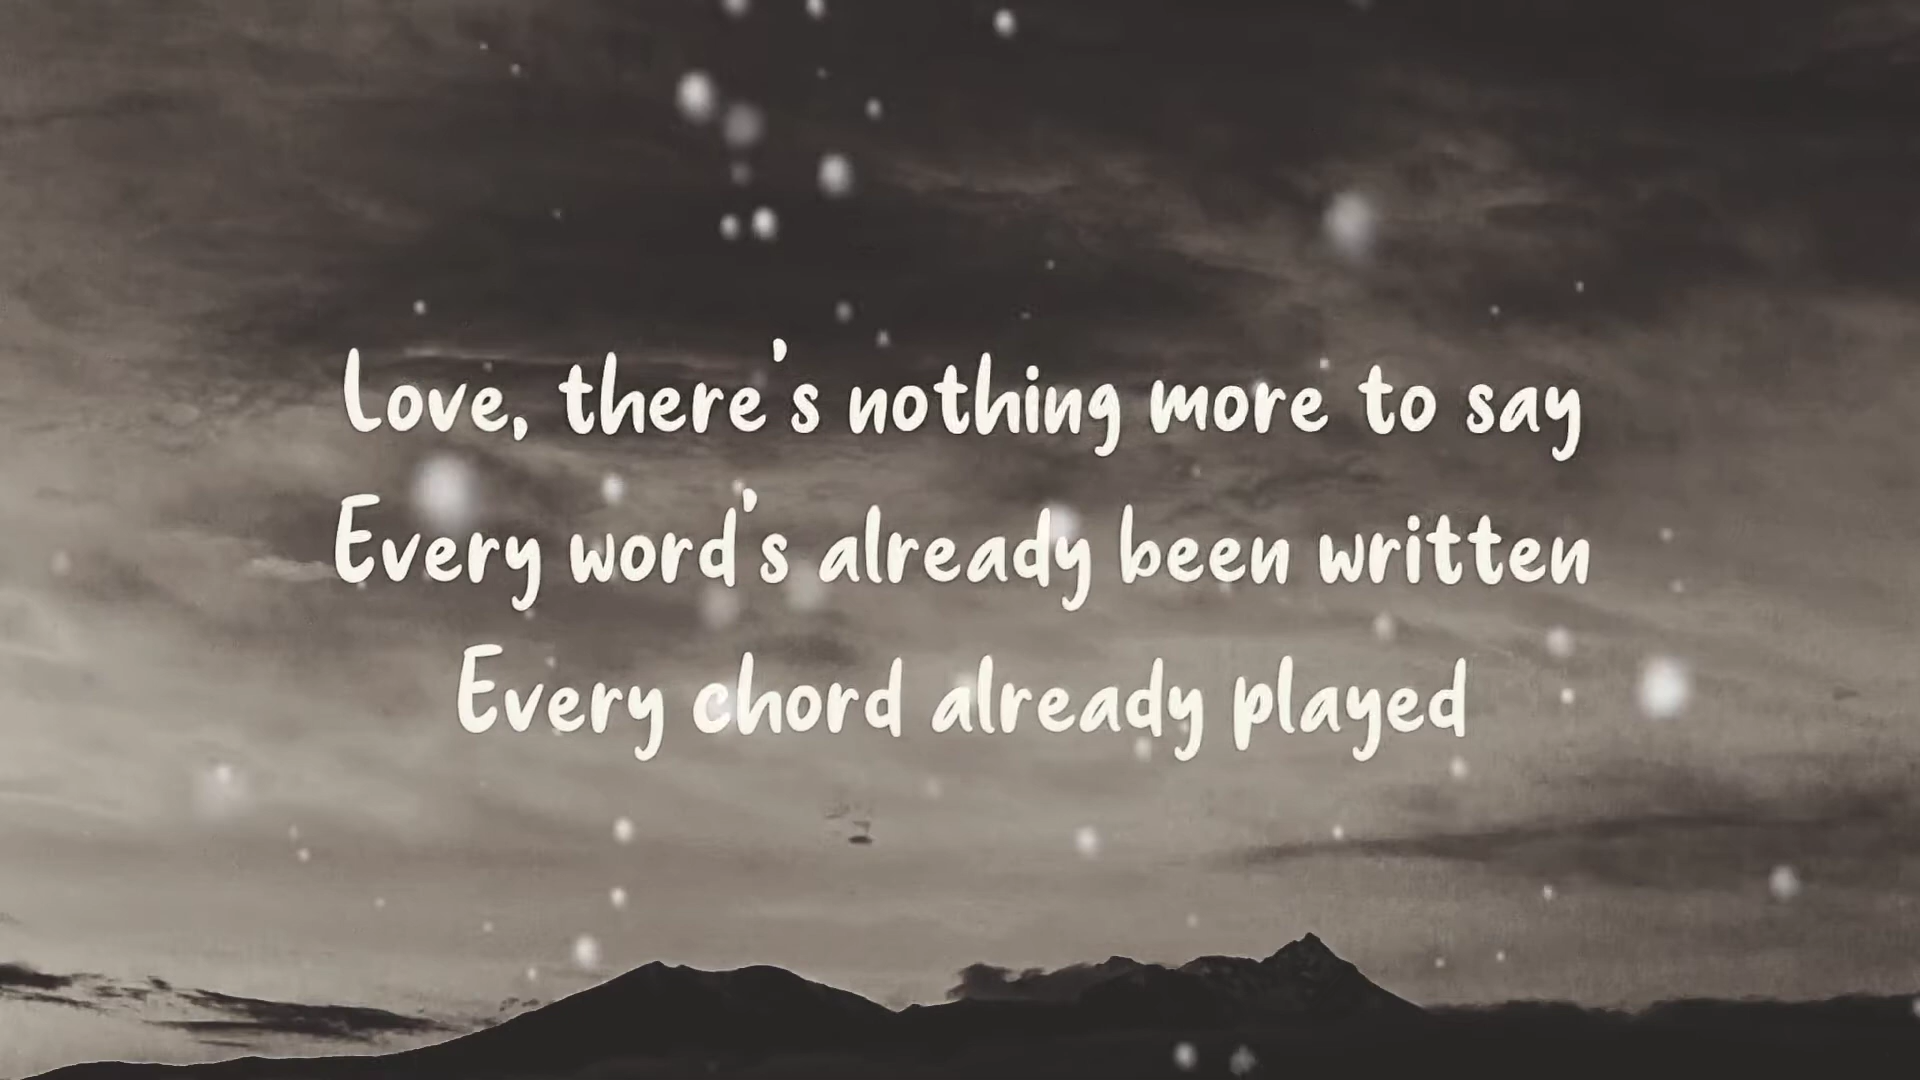 Love, there's nothing more to say
Every word's already been written
Every chord already played